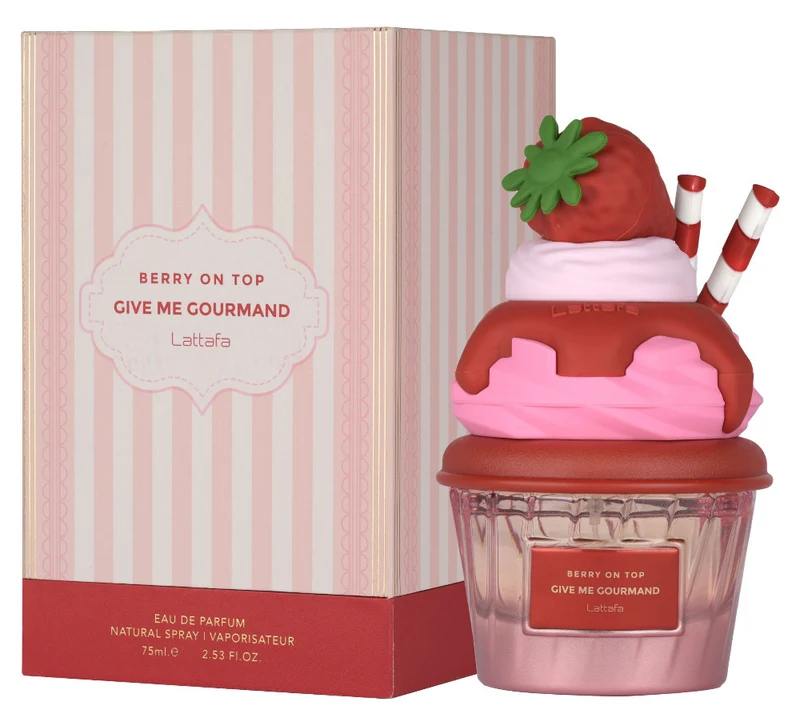 BERRY ON TOP
GIVE ME GOURMAND
Lattafa
EAU DE PARFUM
NATURAL SPRAY | VAPORISATEUR
75ml.e 2.53 FL.OZ.
Lattafa
BERRY ON TOP
GIVE ME GOURMAND
Lattafa